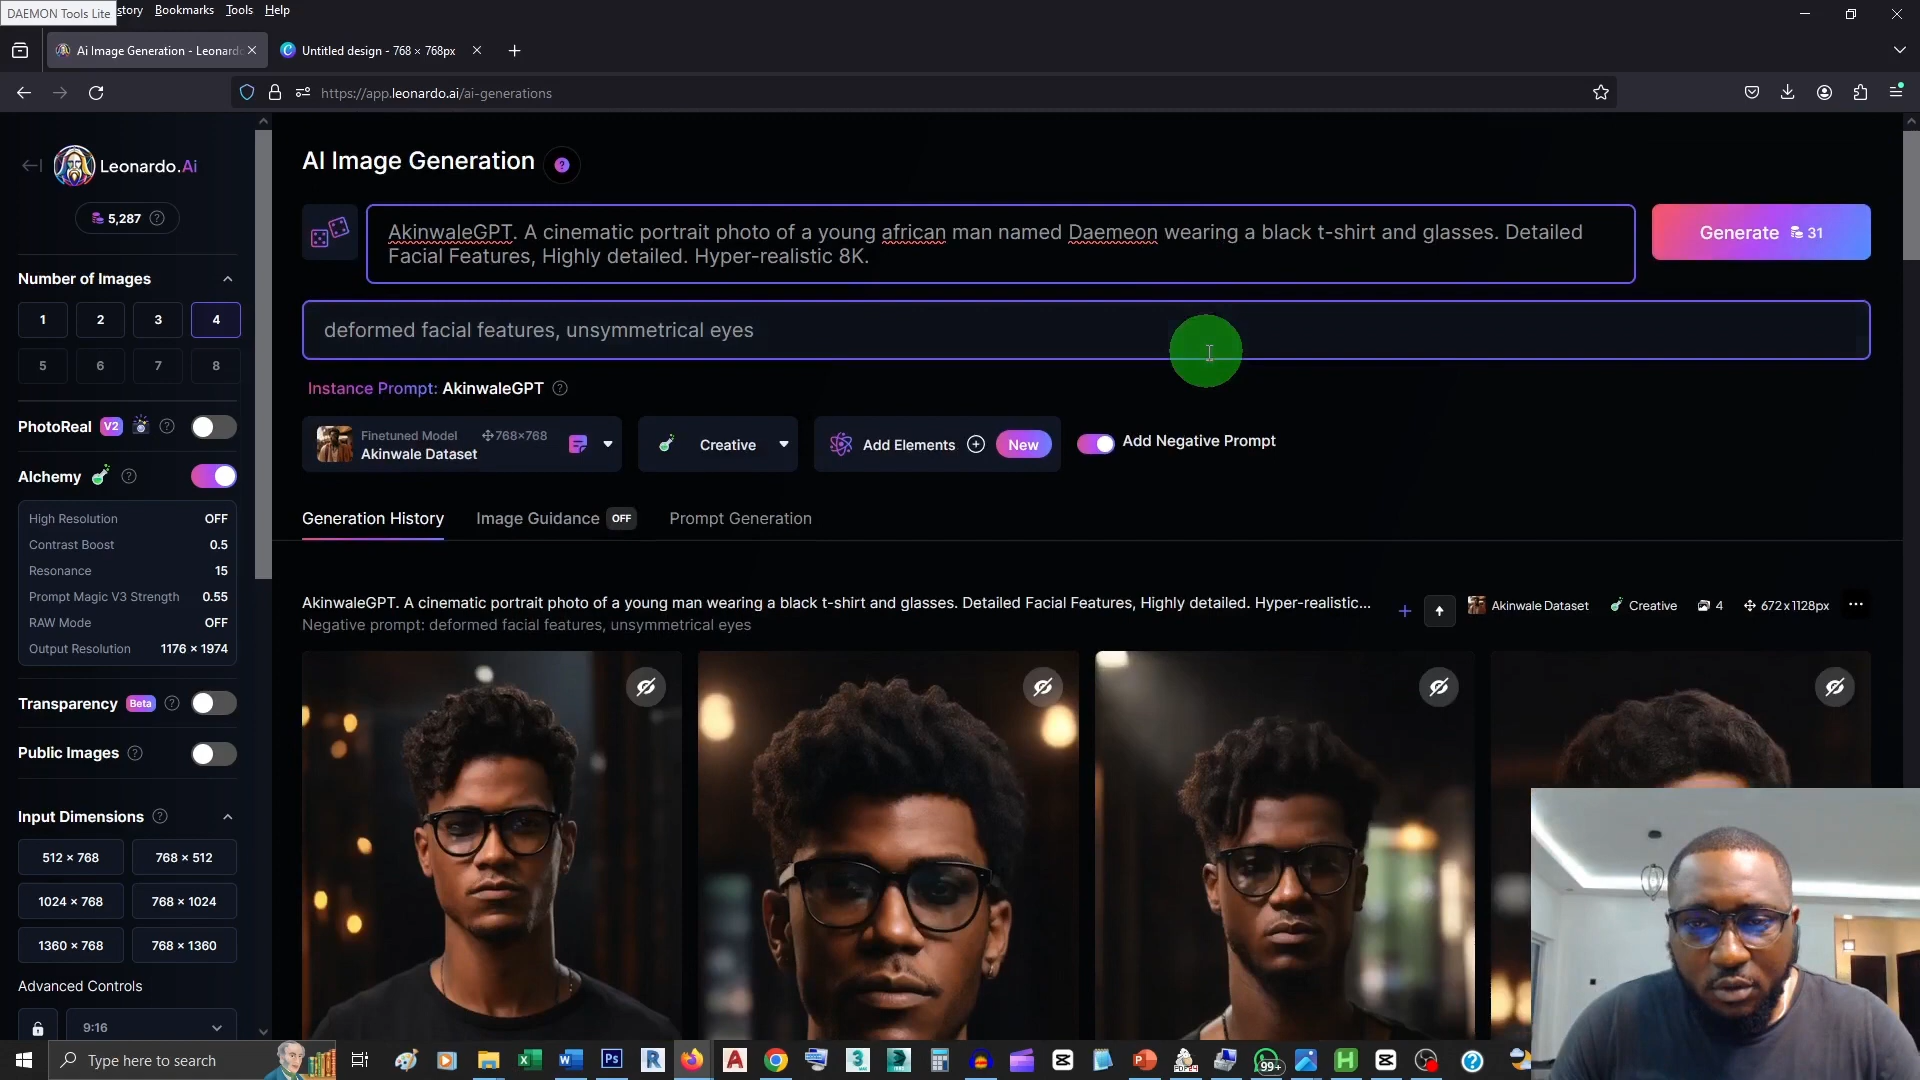 DAEMON Tools Lite
story Bookmarks Tools Help
Ai Image Generation - Leonardo
Untitled design - 768 × 768px
https://app.leonardo.ai/ai-generations
Leonardo.Ai
5,287
Number of Images
1 2 3 4
5 6 7 8
PhotoReal V2
Alchemy
High Resolution OFF
Contrast Boost 0.5
Resonance 15
Prompt Magic V3 Strength 0.55
RAW Mode OFF
Output Resolution 1176 × 1974
Transparency Beta
Public Images
Input Dimensions
512 × 768 768 × 512
1024 × 768 768 × 1024
1360 × 768 768 × 1360
Advanced Controls
9:16
AI Image Generation
AkinwaleGPT. A cinematic portrait photo of a young african man named Daemeon wearing a black t-shirt and glasses. Detailed
Facial Features, Highly detailed. Hyper-realistic 8K.
Generate 31
deformed facial features, unsymmetrical eyes
Instance Prompt: AkinwaleGPT
Finetuned Model 768×768
Akinwale Dataset
Creative
Add Elements New
Add Negative Prompt
Generation History Image Guidance OFF Prompt Generation
AkinwaleGPT. A cinematic portrait photo of a young man wearing a black t-shirt and glasses. Detailed Facial Features, Highly detailed. Hyper-realistic...
Akinwale Dataset Creative 4 672x1128px
Negative prompt: deformed facial features, unsymmetrical eyes
Type here to search
99+